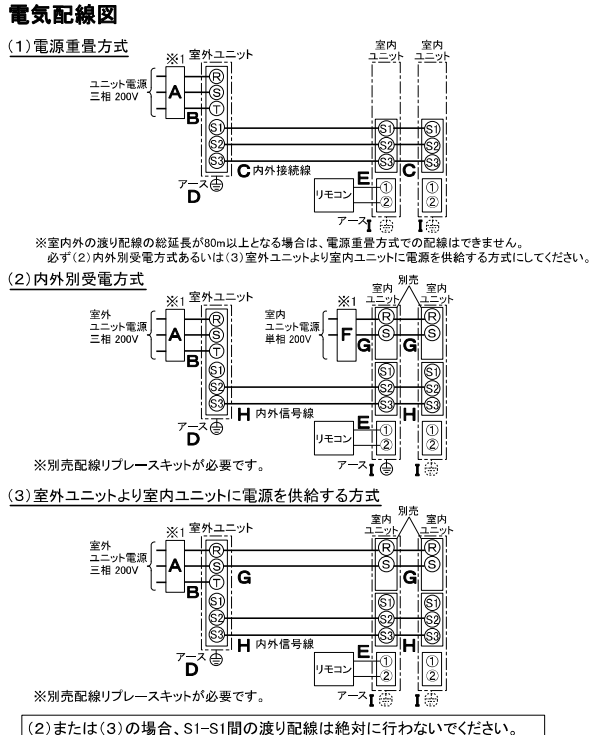 電気配線図
(1)電源重畳方式
※1 室外ユニット
室内
ユニット
室内
ユニット
ユニット電源
三相 200V
A
B
R
S
T
S1
S2
S3
S1
S2
S3
S1
S2
S3
C 内外接続線
C
アース
D
E
リモコン
①
②
①
②
アース I
I
※室内外の渡り配線の総延長が80m以上となる場合は、電源重畳方式での配線はできません。
必ず(2)内外別受電方式あるいは(3)室外ユニットより室内ユニットに電源を供給する方式にしてください。
(2)内外別受電方式
※1 室外ユニット
※1
室内
ユニット
別売
室内
ユニット
室外
ユニット電源
三相 200V
A
B
R
S
T
S1
S2
S3
室内
ユニット電源
単相 200V
F
G
G
R
S
R
S
S1
S2
S3
S1
S2
S3
H 内外信号線
H
アース
D
E
リモコン
①
②
①
②
アース I
I
※別売配線リプレースキットが必要です。
(3)室外ユニットより室内ユニットに電源を供給する方式
※1 室外ユニット
室内
ユニット
別売
室内
ユニット
室外
ユニット電源
三相 200V
A
B
R
S
T
S1
S2
S3
G
G
R
S
R
S
S1
S2
S3
S1
S2
S3
H 内外信号線
H
アース
D
E
リモコン
①
②
①
②
アース I
I
※別売配線リプレースキットが必要です。
(2)または(3)の場合、S1-S1間の渡り配線は絶対に行わないでください。